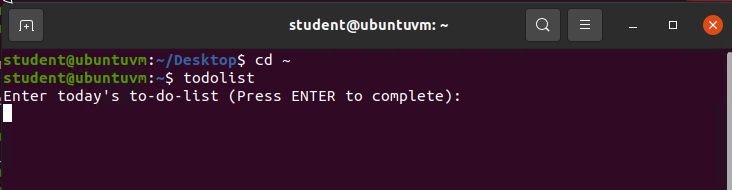 student@ubuntuvm: ~
student@ubuntuvm:~/Desktop$ cd ~
student@ubuntuvm:~$ todolist
Enter today's to-do-list (Press ENTER to complete):